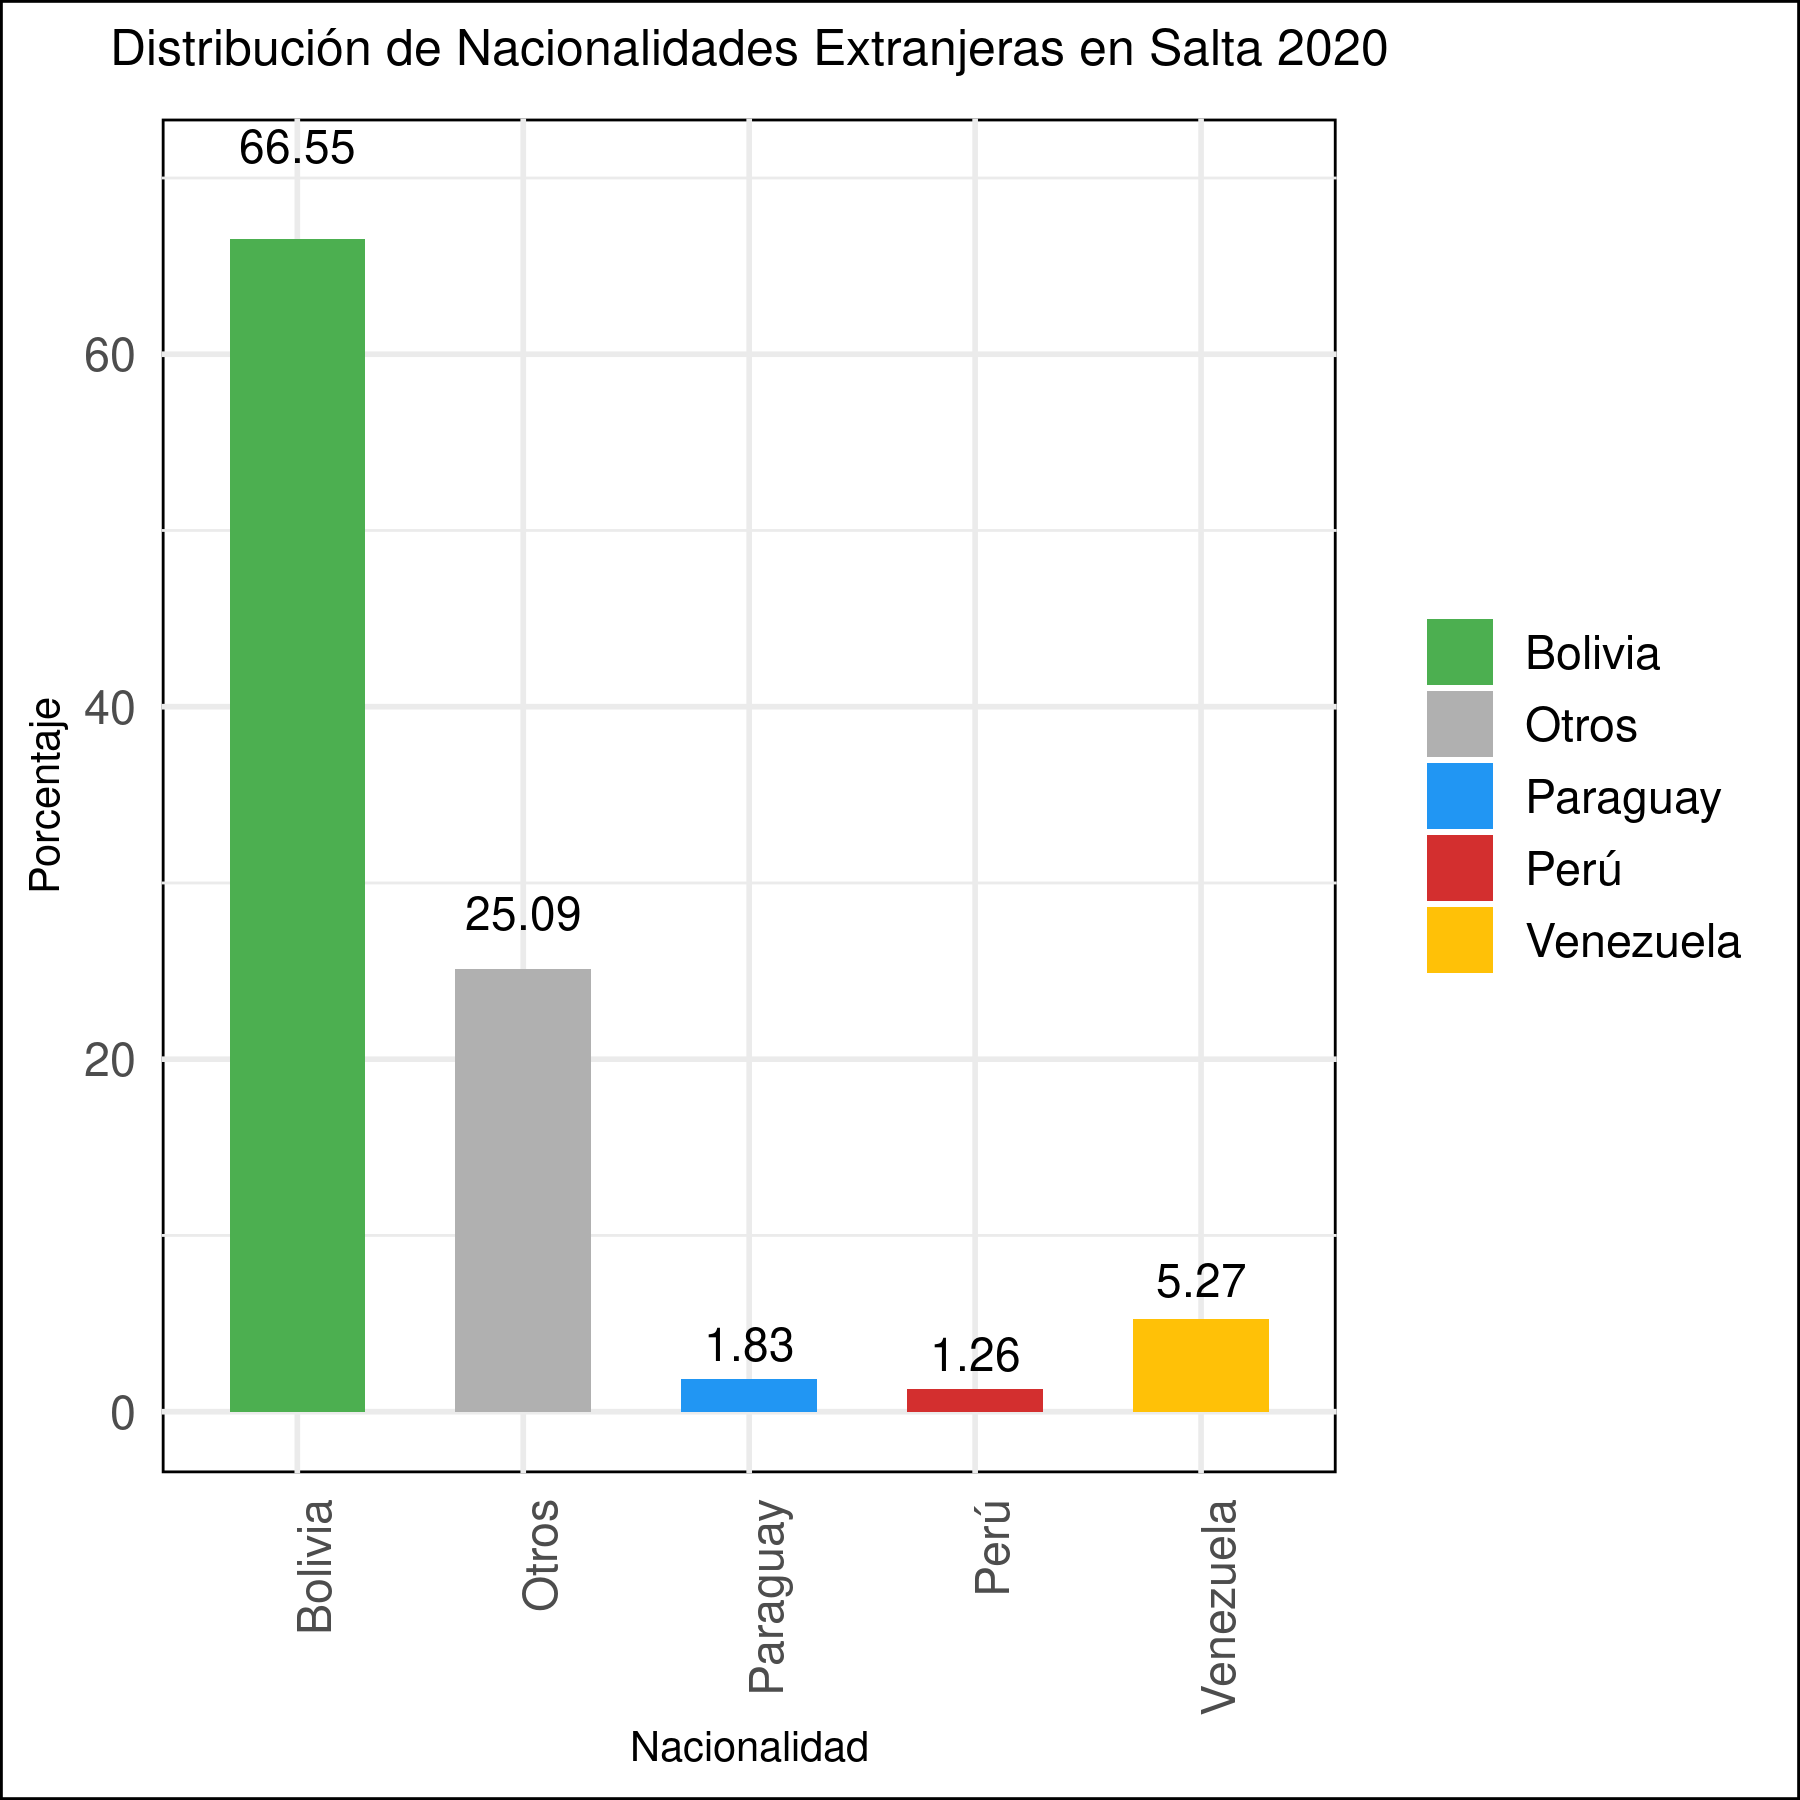 Distribución de Nacionalidades Extranjeras en Salta 2020
66.55
25.09
1.83
1.26
5.27
60
40
20
0
Porcentaje
Bolivia
Otros
Paraguay
Perú
Venezuela
Nacionalidad
Bolivia
Otros
Paraguay
Perú
Venezuela